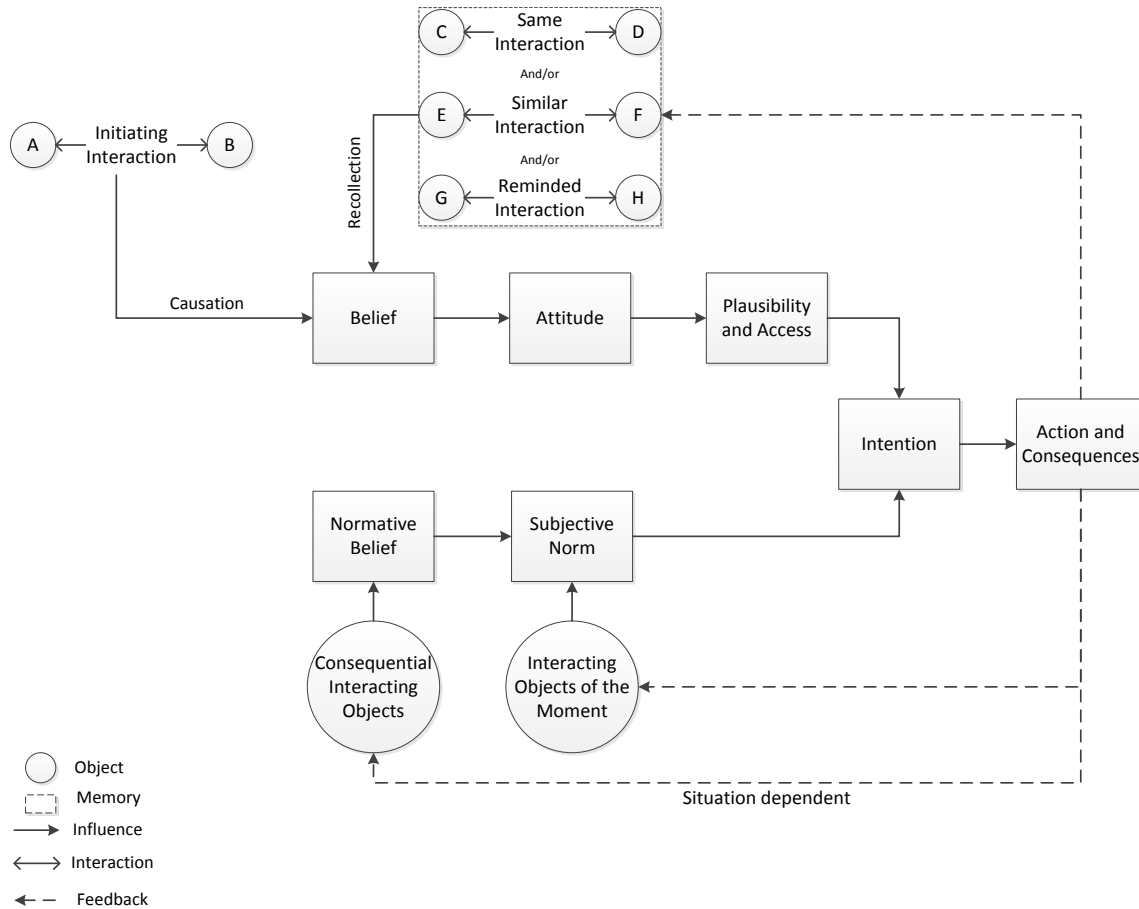 C
Same
Interaction
D
And/or
E
Similar
Interaction
F
And/or
G
Reminded
Interaction
H
A
Initiating
Interaction
B
Recollection
Causation
Belief
Attitude
Plausibility
and Access
Intention
Action and
Consequences
Normative
Belief
Subjective
Norm
Consequential
Interacting
Objects
Interacting
Objects of the
Moment
Situation dependent
Object
Memory
Influence
Interaction
Feedback